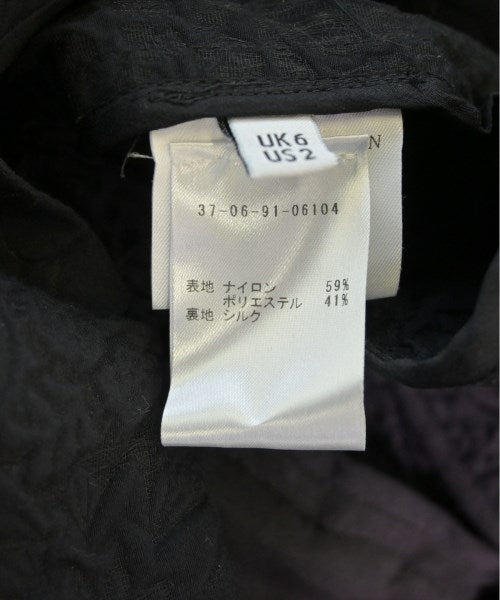 UK6
US2
N
37-06-91-06104
表地 ナイロン 59%
ポリエステル 41%
裏地 シルク